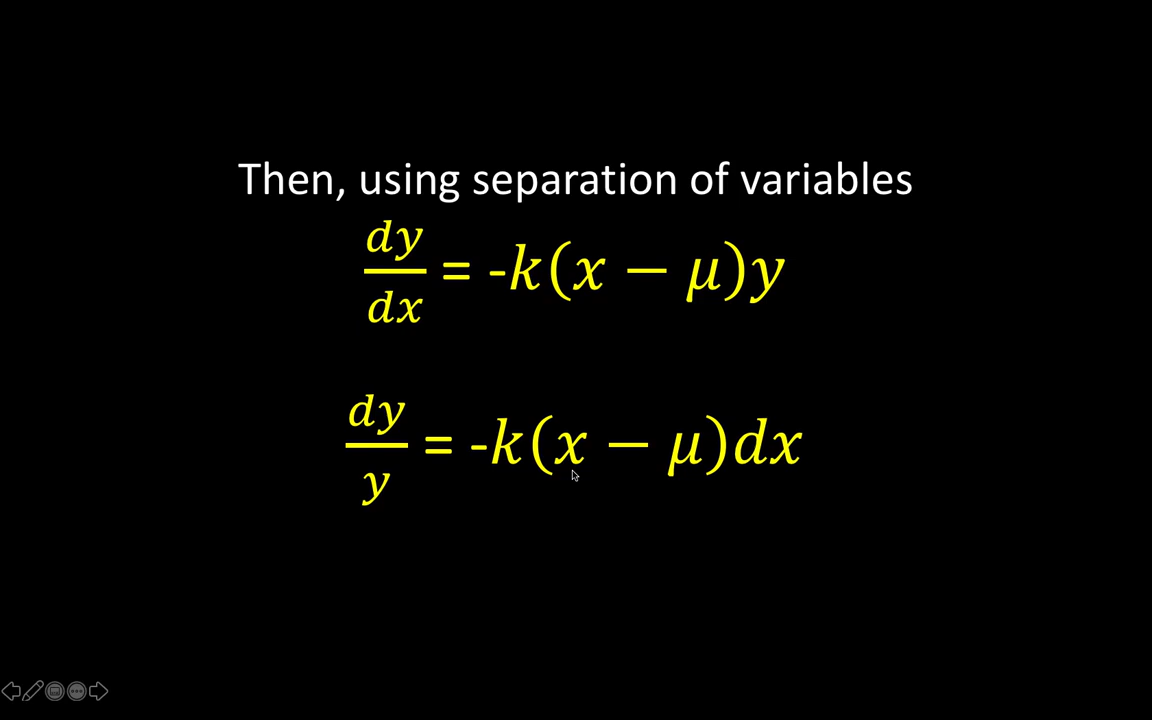 Then, using separation of variables
dy/dx = -k(x − μ)y
dy/y = -k(x − μ)dx